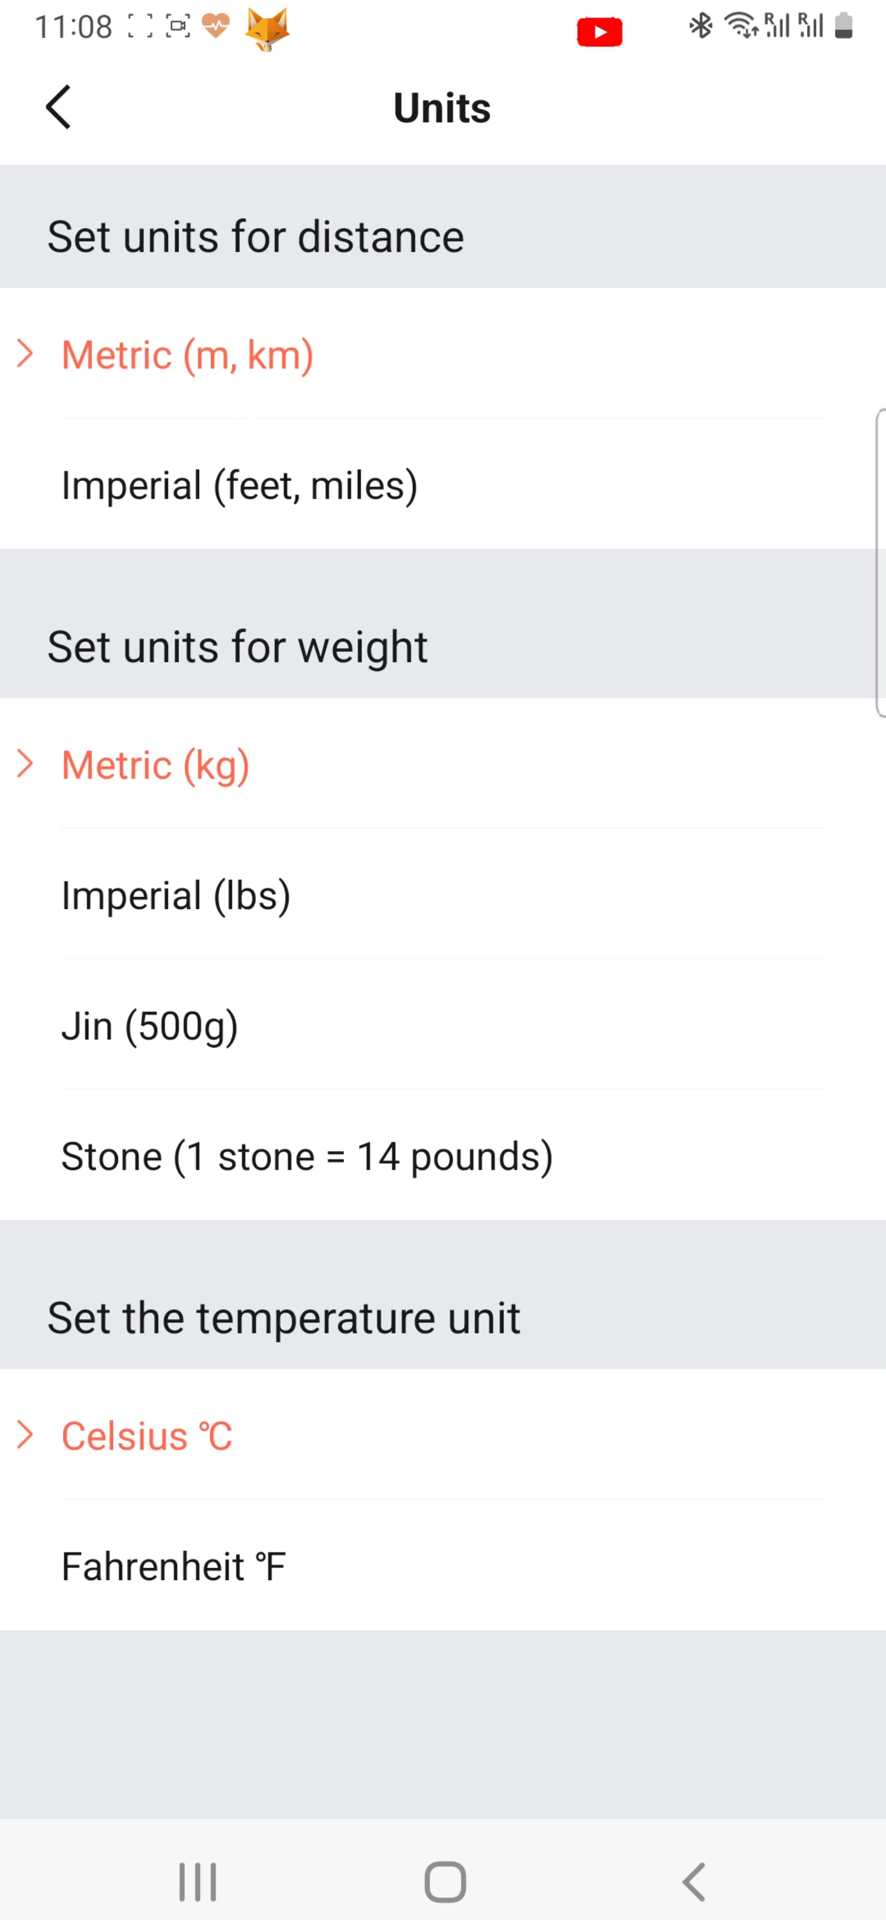 11:08
Units
Set units for distance
Metric (m, km)
Imperial (feet, miles)
Set units for weight
Metric (kg)
Imperial (lbs)
Jin (500g)
Stone (1 stone = 14 pounds)
Set the temperature unit
Celsius ℃
Fahrenheit ℉